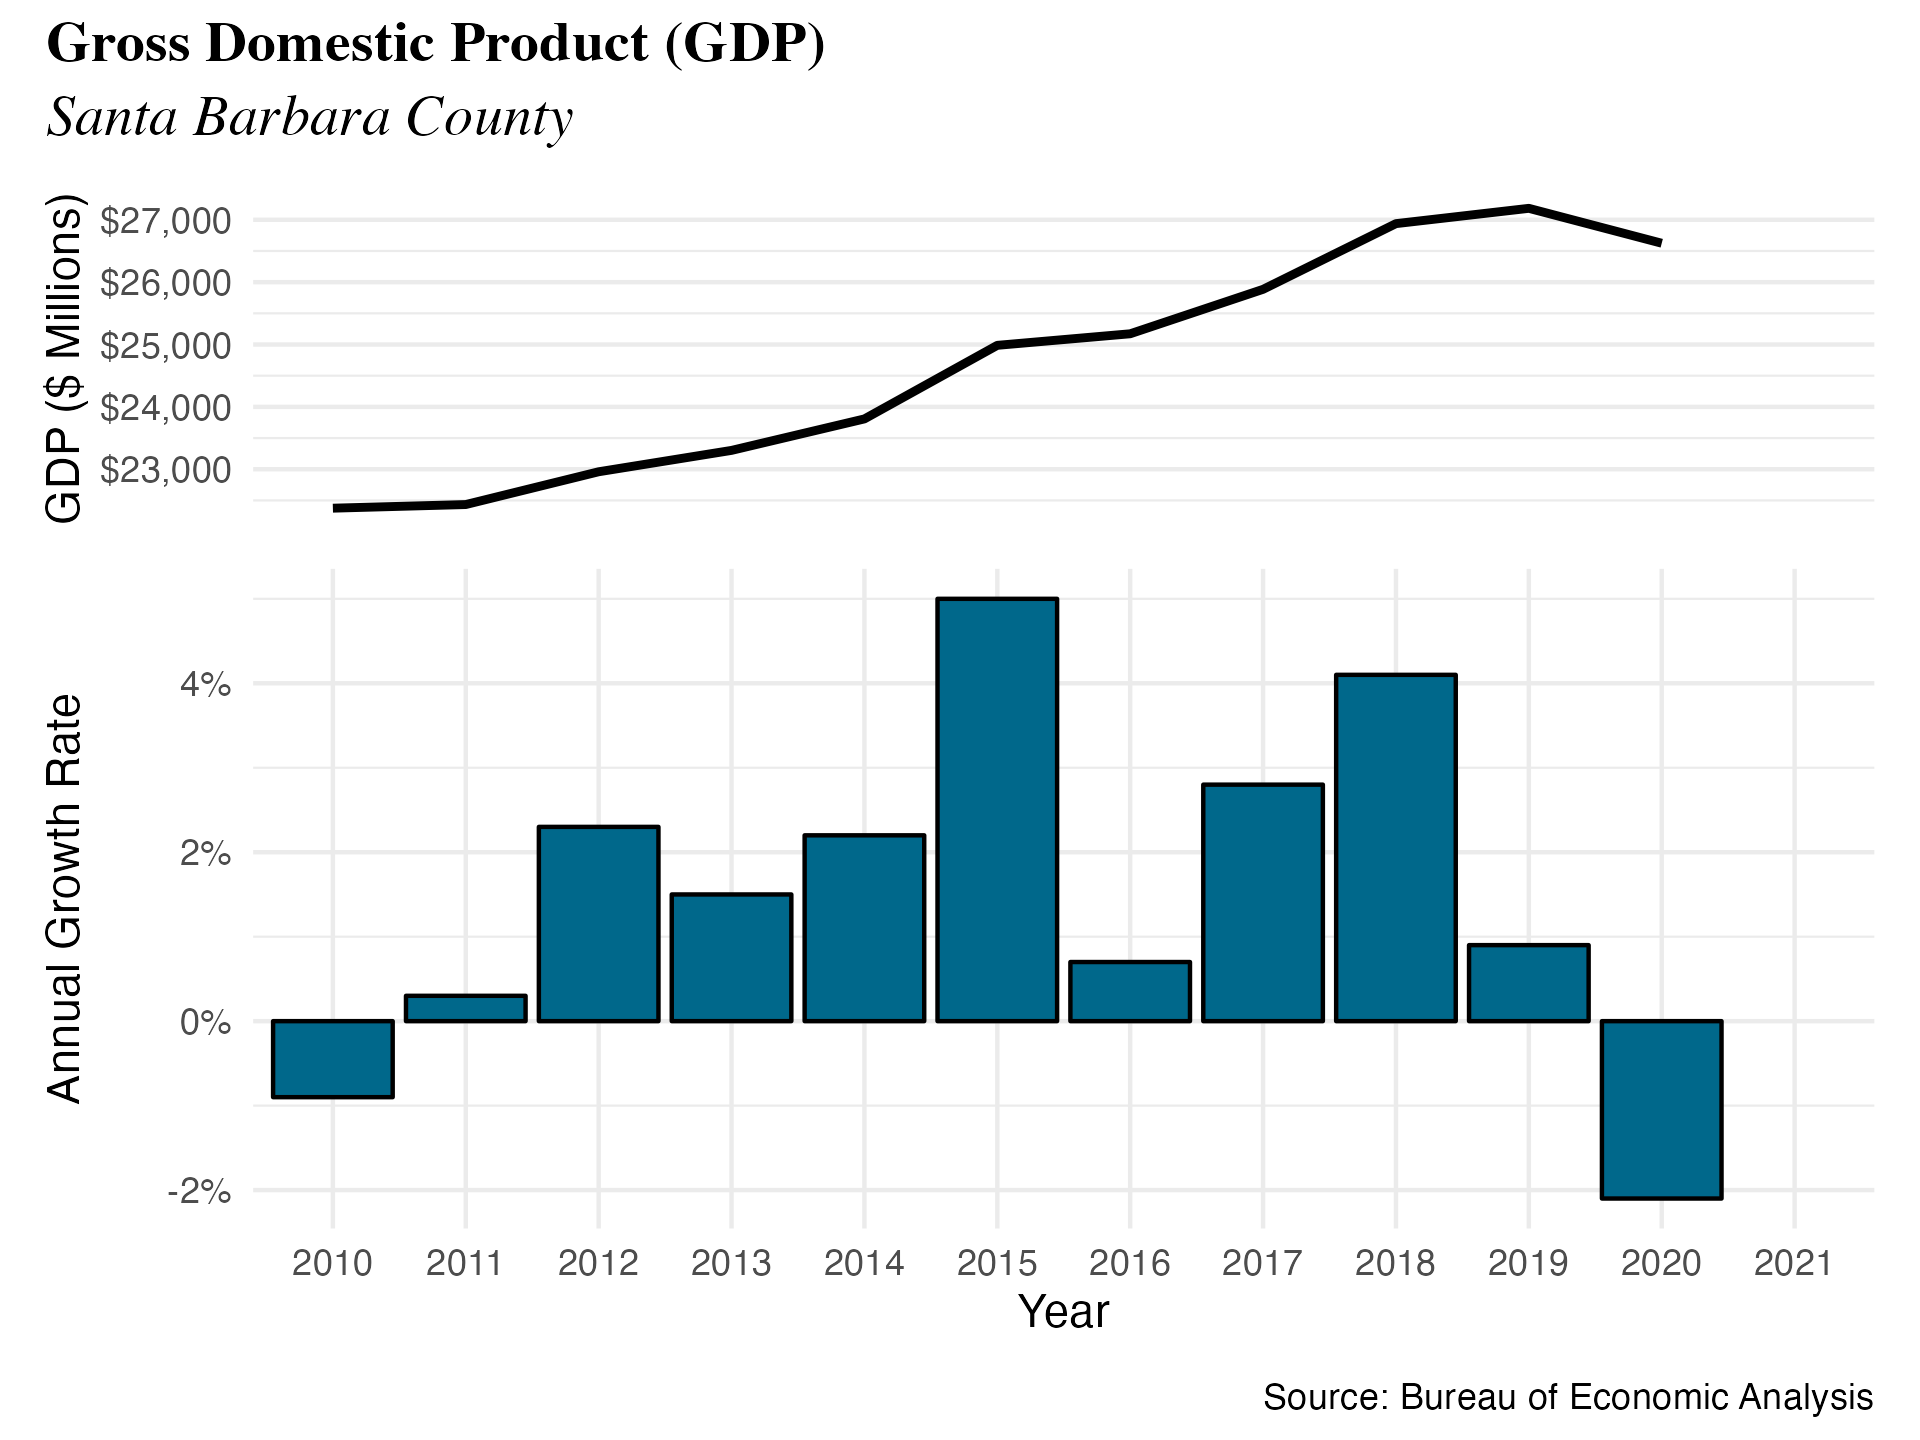 Gross Domestic Product (GDP)
Santa Barbara County
GDP ($ Millions)
$27,000
$26,000
$25,000
$24,000
$23,000
Annual Growth Rate
4%
2%
0%
-2%
2010 2011 2012 2013 2014 2015 2016 2017 2018 2019 2020 2021
Year
Source: Bureau of Economic Analysis